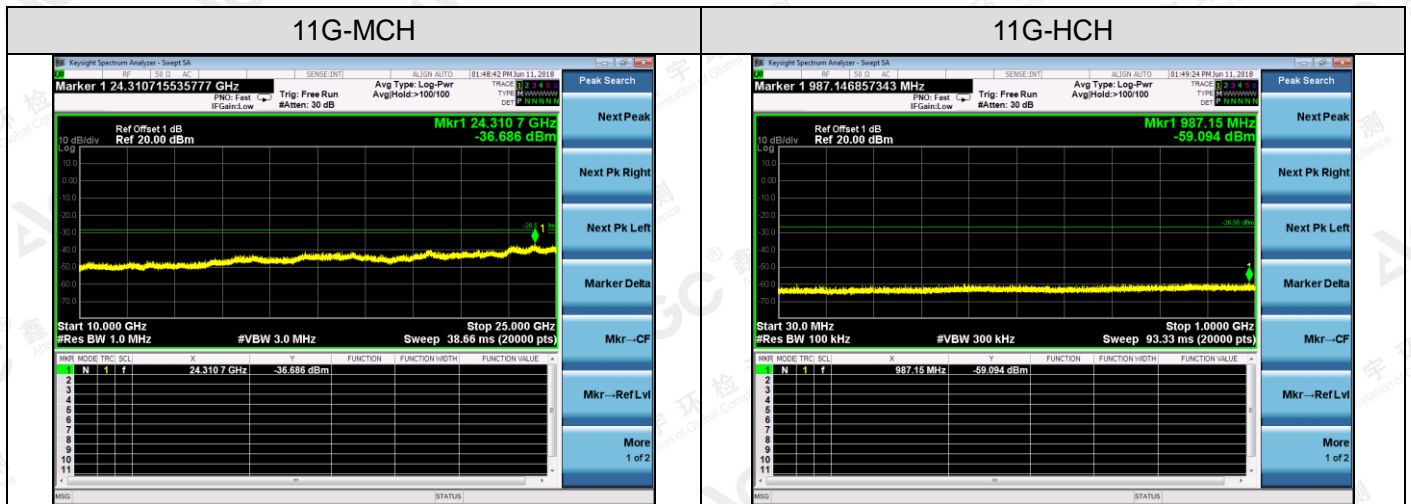 11G-MCH
Keysight Spectrum Analyzer - Swept SA
RF 50 Ω AC SENSE:INT ALIGN AUTO 01:48:42 PM Jun 11, 2018
Marker 1 24.310715535777 GHz
PNO: Fast
IFGain:Low
Trig: Free Run
#Atten: 30 dB
Avg Type: Log-Pwr
Avg|Hold:>100/100
TRACE 1 2 3 4 5 6
TYPE M WWWWW
DET P NNNNN
Ref Offset 1 dB
Ref 20.00 dBm
10 dB/div
Log
Mkr1 24.310 7 GHz
-36.686 dBm
10.0
0.00
-10.0
-20.0
-30.0
-40.0
-50.0
-60.0
-70.0
1
Start 10.000 GHz
Stop 25.000 GHz
#Res BW 1.0 MHz
#VBW 3.0 MHz
Sweep 38.66 ms (20000 pts)
MKR MODE TRC SCL X Y FUNCTION FUNCTION WIDTH FUNCTION VALUE
1 N 1 f 24.310 7 GHz -36.686 dBm
2
3
4
5
6
7
8
9
10
11
MSG
STATUS
Peak Search
Next Peak
Next Pk Right
Next Pk Left
Marker Delta
Mkr→CF
Mkr→Ref Lvl
More
1 of 2
11G-HCH
Keysight Spectrum Analyzer - Swept SA
RF 50 Ω AC SENSE:INT ALIGN AUTO 01:49:24 PM Jun 11, 2018
Marker 1 987.146857343 MHz
PNO: Fast
IFGain:Low
Trig: Free Run
#Atten: 30 dB
Avg Type: Log-Pwr
Avg|Hold:>100/100
TRACE 1 2 3 4 5 6
TYPE M WWWWW
DET P NNNNN
Ref Offset 1 dB
Ref 20.00 dBm
10 dB/div
Log
Mkr1 987.15 MHz
-59.094 dBm
10.0
0.00
-10.0
-20.0
-30.0
-40.0
-50.0
-60.0
-70.0
-26.95 dBm
1
Start 30.0 MHz
Stop 1.0000 GHz
#Res BW 100 kHz
#VBW 300 kHz
Sweep 93.33 ms (20000 pts)
MKR MODE TRC SCL X Y FUNCTION FUNCTION WIDTH FUNCTION VALUE
1 N 1 f 987.15 MHz -59.094 dBm
2
3
4
5
6
7
8
9
10
11
MSG
STATUS
Peak Search
Next Peak
Next Pk Right
Next Pk Left
Marker Delta
Mkr→CF
Mkr→Ref Lvl
More
1 of 2